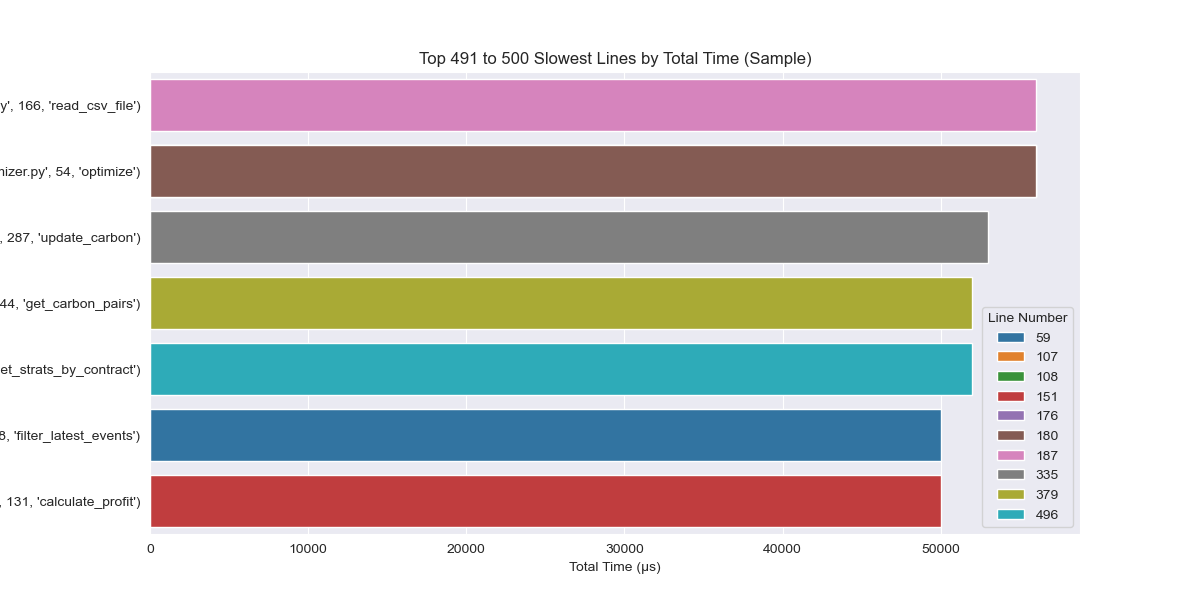 Top 491 to 500 Slowest Lines by Total Time (Sample)
y', 166, 'read_csv_file')
nizer.py', 54, 'optimize')
, 287, 'update_carbon')
44, 'get_carbon_pairs')
et_strats_by_contract')
8, 'filter_latest_events')
, 131, 'calculate_profit')
Line Number
59
107
108
151
176
180
187
335
379
496
0 10000 20000 30000 40000 50000
Total Time (µs)